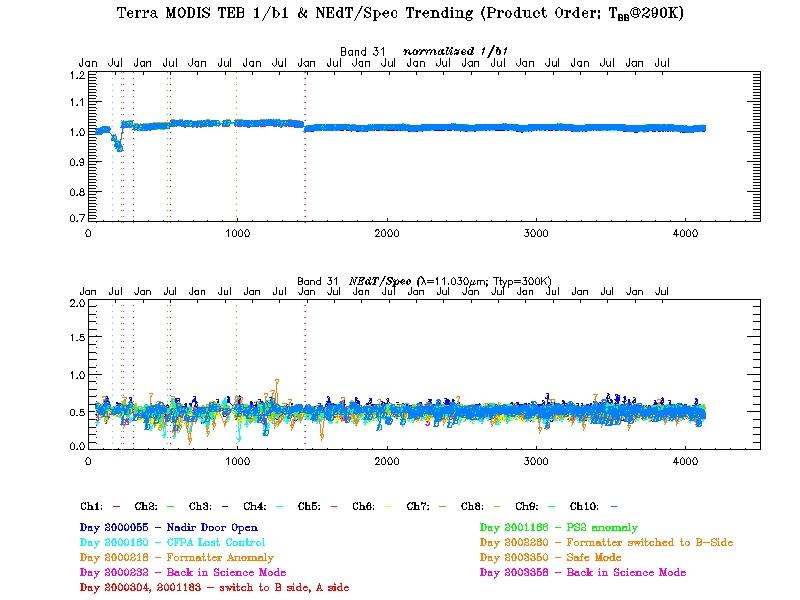 Terra MODIS TEB 1/b1 & NEdT/Spec Trending (Product Order; TBB@290K)
Band 31 normalized 1/b1
Jan Jul Jan Jul Jan Jul Jan Jul Jan Jul Jan Jul Jan Jul Jan Jul Jan Jul Jan Jul Jan Jul
1.2
1.1
1.0
0.9
0.8
0.7
0 1000 2000 3000 4000
Band 31 NEdT/Spec (λ=11.030μm; Ttyp=300K)
Jan Jul Jan Jul Jan Jul Jan Jul Jan Jul Jan Jul Jan Jul Jan Jul Jan Jul Jan Jul Jan Jul
2.0
1.5
1.0
0.5
0.0
0 1000 2000 3000 4000
Ch1: – Ch2: – Ch3: – Ch4: – Ch5: – Ch6: – Ch7: – Ch8: – Ch9: – Ch10: –
Day 2000055 – Nadir Door Open
Day 2000160 – CFPA Lost Control
Day 2000218 – Formatter Anomaly
Day 2000232 – Back in Science Mode
Day 2000304, 2001183 – switch to B side, A side
Day 2001166 – PS2 anomaly
Day 2002260 – Formatter switched to B-Side
Day 2003350 – Safe Mode
Day 2003358 – Back in Science Mode